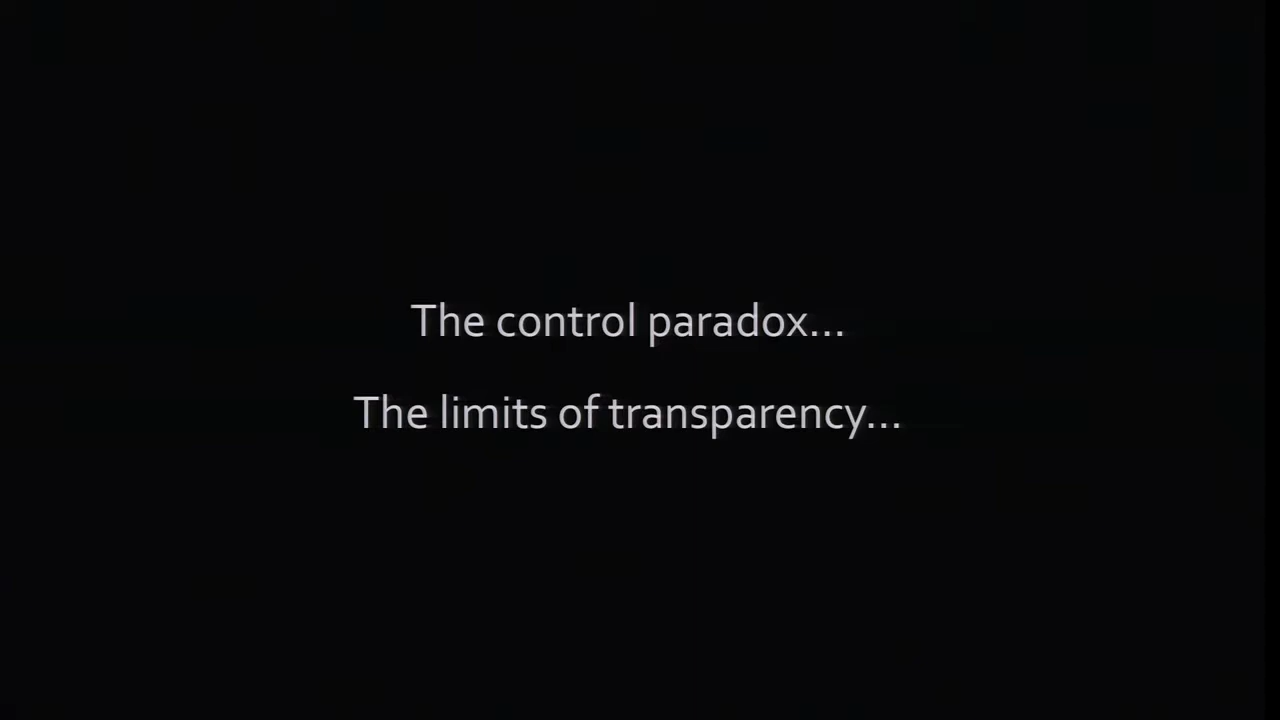 The control paradox...
The limits of transparency...